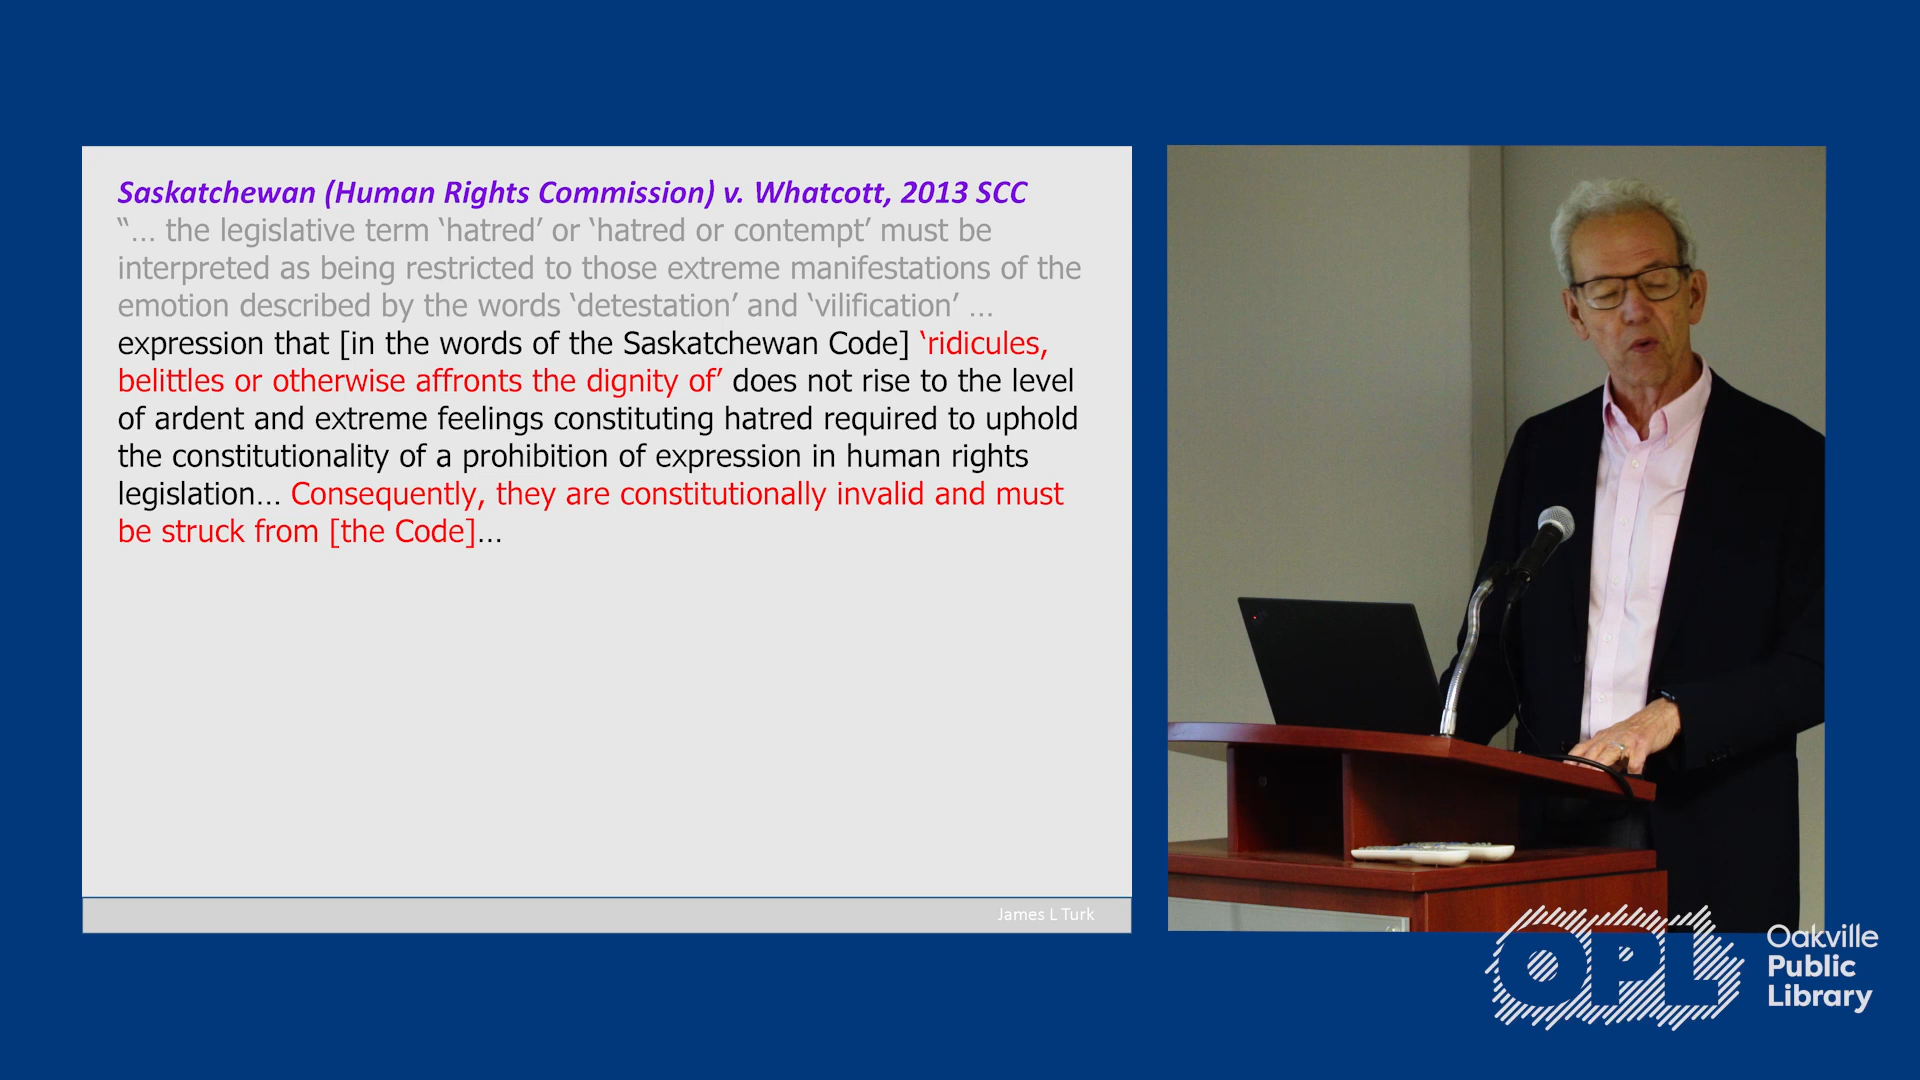 Saskatchewan (Human Rights Commission) v. Whatcott, 2013 SCC
“… the legislative term ‘hatred’ or ‘hatred or contempt’ must be
interpreted as being restricted to those extreme manifestations of the
emotion described by the words ‘detestation’ and ‘vilification’ …
expression that [in the words of the Saskatchewan Code] ‘ridicules,
belittles or otherwise affronts the dignity of’ does not rise to the level
of ardent and extreme feelings constituting hatred required to uphold
the constitutionality of a prohibition of expression in human rights
legislation… Consequently, they are constitutionally invalid and must
be struck from [the Code]…
James L Turk
OPL
Oakville
Public
Library